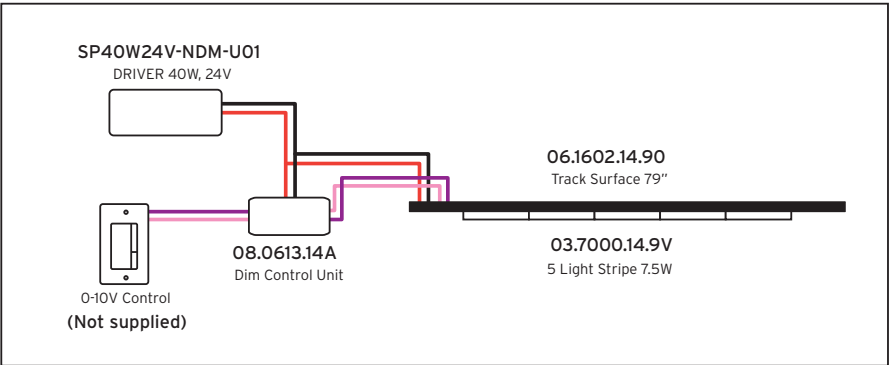 SP40W24V-NDM-U01
DRIVER 40W, 24V
06.1602.14.90
Track Surface 79”
08.0613.14A
Dim Control Unit
03.7000.14.9V
5 Light Stripe 7.5W
0-10V Control
(Not supplied)